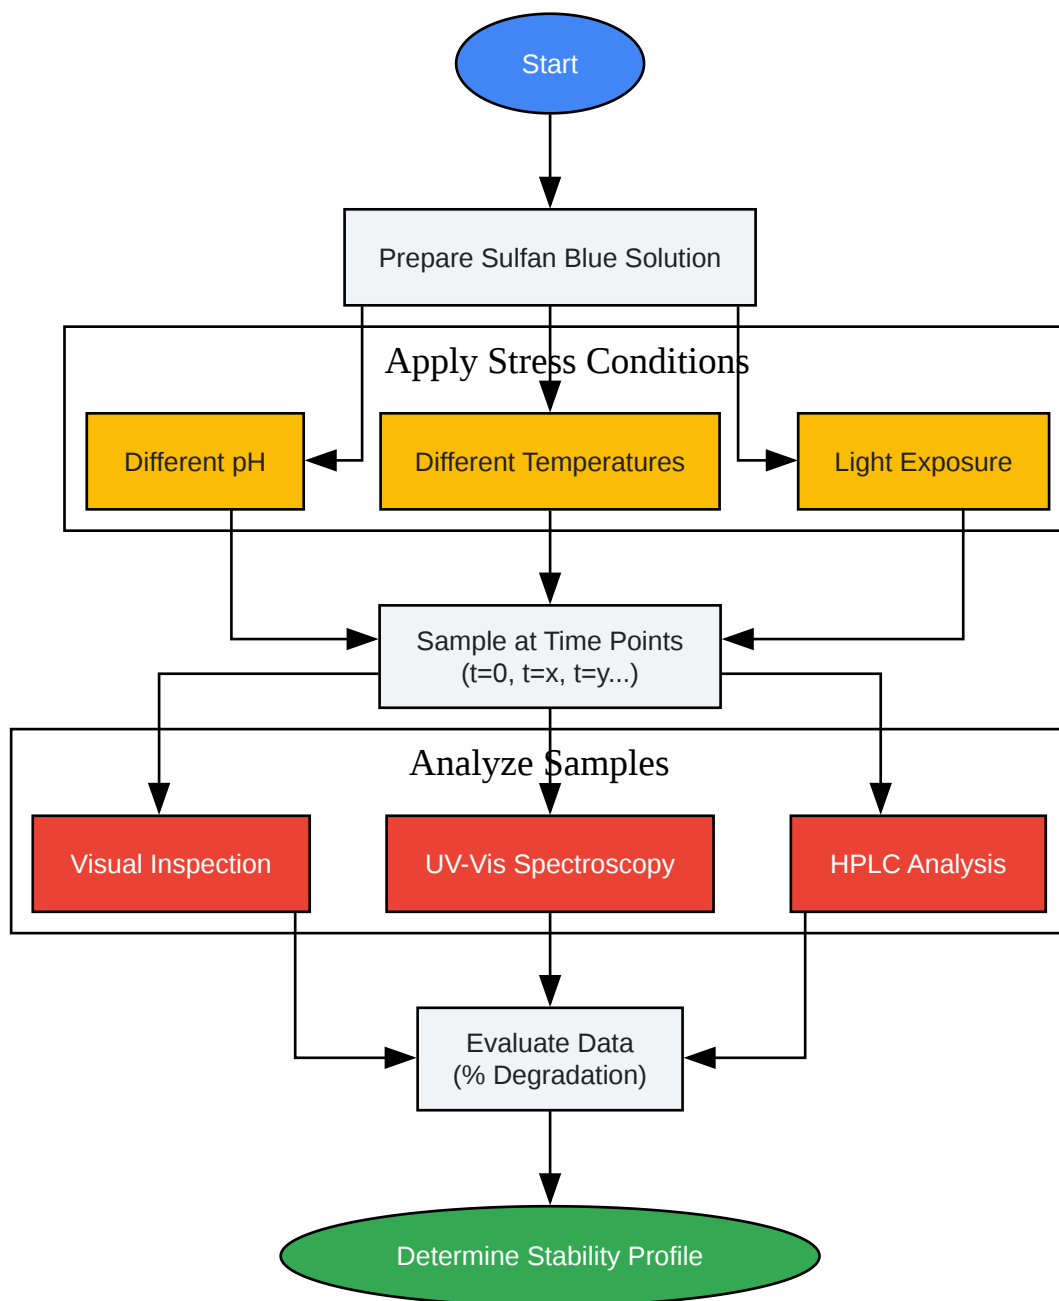 Start
Prepare Sulfan Blue Solution
Apply Stress Conditions
Different pH
Different Temperatures
Light Exposure
Sample at Time Points
(t=0, t=x, t=y...)
Analyze Samples
Visual Inspection
UV-Vis Spectroscopy
HPLC Analysis
Evaluate Data
(% Degradation)
Determine Stability Profile